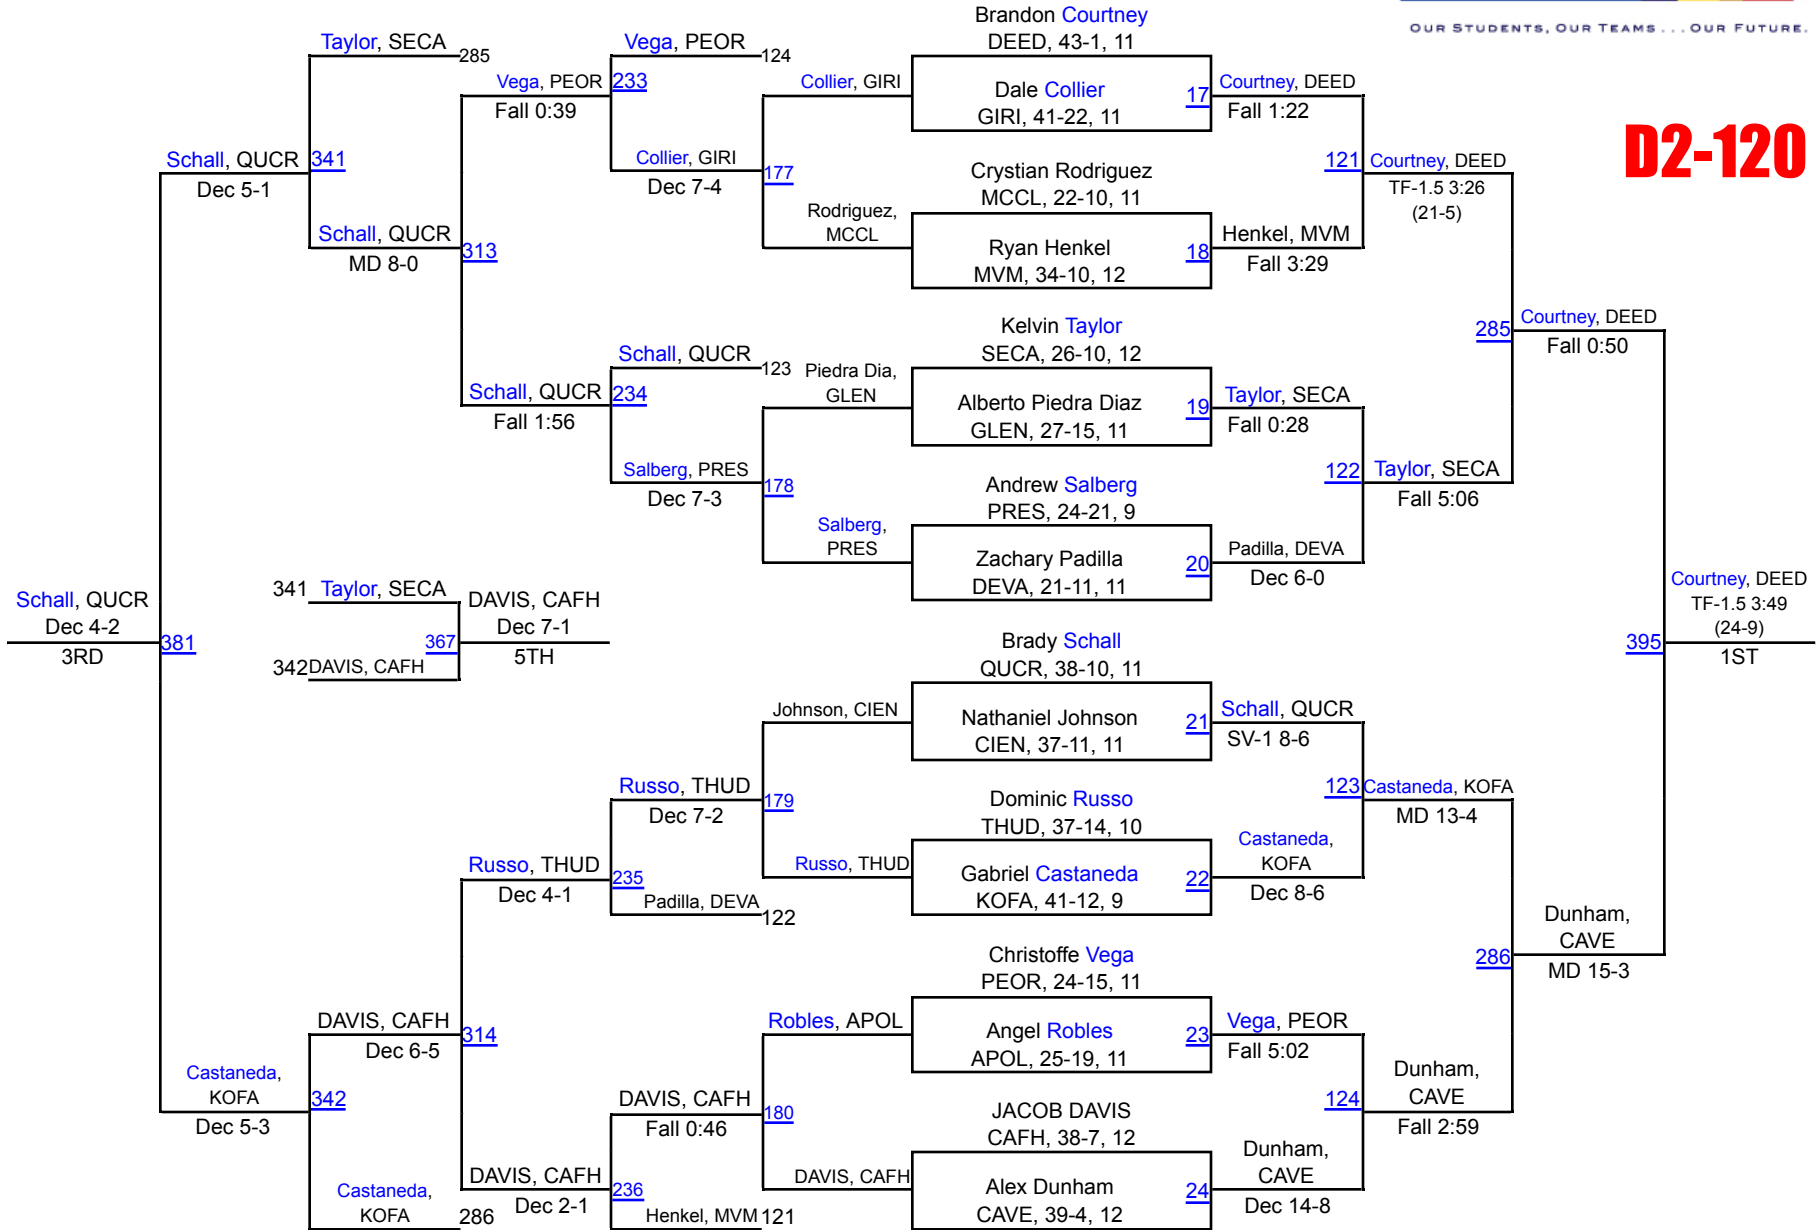 OUR STUDENTS, OUR TEAMS . . . OUR FUTURE.
D2-120
Taylor, SECA
285
Schall, QUCR
341
Dec 5-1
Schall, QUCR
MD 8-0
313
Vega, PEOR
Fall 0:39
233
Vega, PEOR
124
Collier, GIRI
Dec 7-4
177
Collier, GIRI
Rodriguez,
MCCL
Schall, QUCR
Fall 1:56
234
Schall, QUCR
123
Salberg, PRES
Dec 7-3
178
Piedra Dia,
GLEN
Salberg,
PRES
Brandon Courtney
DEED, 43-1, 11
Dale Collier
GIRI, 41-22, 11
17
Courtney, DEED
Fall 1:22
Crystian Rodriguez
MCCL, 22-10, 11
Ryan Henkel
MVM, 34-10, 12
18
Henkel, MVM
Fall 3:29
121
Courtney, DEED
TF-1.5 3:26
(21-5)
Kelvin Taylor
SECA, 26-10, 12
Alberto Piedra Diaz
GLEN, 27-15, 11
19
Taylor, SECA
Fall 0:28
Andrew Salberg
PRES, 24-21, 9
Zachary Padilla
DEVA, 21-11, 11
20
Padilla, DEVA
Dec 6-0
122
Taylor, SECA
Fall 5:06
285
Courtney, DEED
Fall 0:50
Schall, QUCR
Dec 4-2
3RD
381
341
Taylor, SECA
342
DAVIS, CAFH
367
DAVIS, CAFH
Dec 7-1
5TH
395
Courtney, DEED
TF-1.5 3:49
(24-9)
1ST
Brady Schall
QUCR, 38-10, 11
Nathaniel Johnson
CIEN, 37-11, 11
21
Schall, QUCR
SV-1 8-6
Dominic Russo
THUD, 37-14, 10
Gabriel Castaneda
KOFA, 41-12, 9
22
Castaneda,
KOFA
Dec 8-6
123
Castaneda, KOFA
MD 13-4
Christoffe Vega
PEOR, 24-15, 11
Angel Robles
APOL, 25-19, 11
23
Vega, PEOR
Fall 5:02
JACOB DAVIS
CAFH, 38-7, 12
Alex Dunham
CAVE, 39-4, 12
24
Dunham,
CAVE
Dec 14-8
124
Dunham,
CAVE
Fall 2:59
286
Dunham,
CAVE
MD 15-3
Johnson, CIEN
Russo, THUD
Dec 7-2
179
Russo, THUD
Russo, THUD
Dec 4-1
235
Padilla, DEVA
122
DAVIS, CAFH
Dec 6-5
314
Robles, APOL
DAVIS, CAFH
Fall 0:46
180
DAVIS, CAFH
DAVIS, CAFH
Dec 2-1
236
Henkel, MVM
121
Castaneda,
KOFA
Dec 5-3
342
Castaneda,
KOFA
286